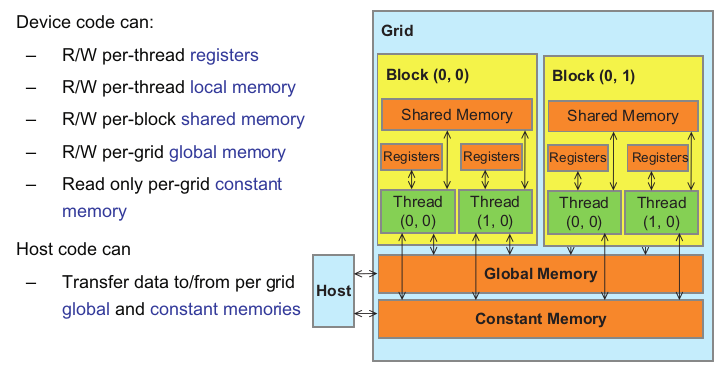 Device code can:
– R/W per-thread registers
– R/W per-thread local memory
– R/W per-block shared memory
– R/W per-grid global memory
– Read only per-grid constant
memory
Host code can
– Transfer data to/from per grid
global and constant memories
Grid
Block (0, 0)
Shared Memory
Registers
Registers
Thread
(0, 0)
Thread
(1, 0)
Block (0, 1)
Shared Memory
Registers
Registers
Thread
(0, 0)
Thread
(1, 0)
Host
Global Memory
Constant Memory